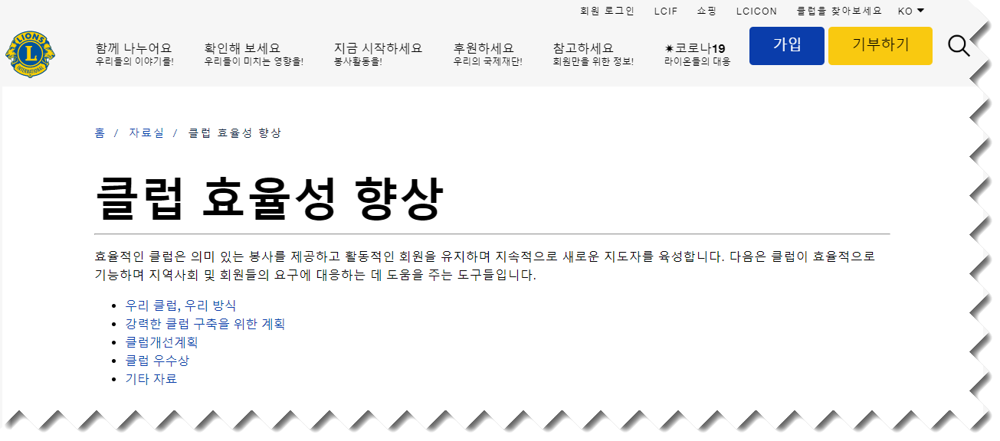 회원 로그인 LCIF 쇼핑 LCICON 클럽을 찾아보세요 KO
LIONS
L
INTERNATIONAL
함께 나누어요 확인해 보세요 지금 시작하세요 후원하세요 참고하세요 ✴코로나19 가입 기부하기
우리들의 이야기를! 우리들이 미치는 영향을! 봉사활동을! 우리의 국제재단! 회원만을 위한 정보! 라이온들의 대응
홈 / 자료실 / 클럽 효율성 향상
클럽 효율성 향상
효율적인 클럽은 의미 있는 봉사를 제공하고 활동적인 회원을 유지하며 지속적으로 새로운 지도자를 육성합니다. 다음은 클럽이 효율적으로
기능하며 지역사회 및 회원들의 요구에 대응하는 데 도움을 주는 도구들입니다.
• 우리 클럽, 우리 방식
• 강력한 클럽 구축을 위한 계획
• 클럽개선계획
• 클럽 우수상
• 기타 자료